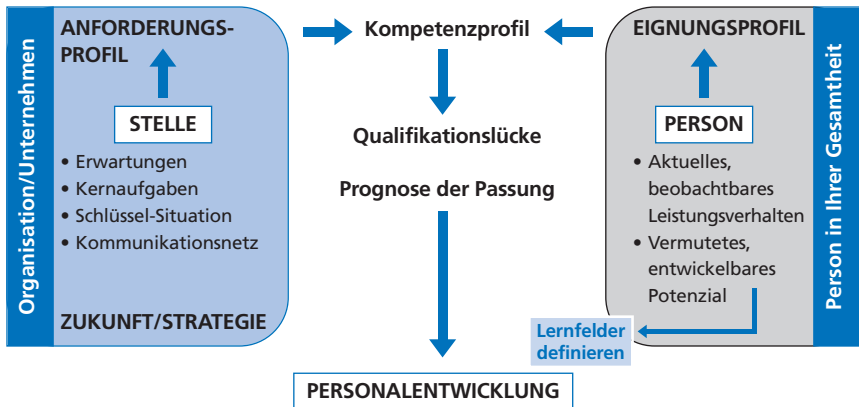 Organisation/Unternehmen
ANFORDERUNGS-
PROFIL
STELLE
• Erwartungen
• Kernaufgaben
• Schlüssel-Situation
• Kommunikationsnetz
ZUKUNFT/STRATEGIE
Kompetenzprofil
Qualifikationslücke
Prognose der Passung
EIGNUNGSPROFIL
PERSON
• Aktuelles,
beobachtbares
Leistungsverhalten
• Vermutetes,
entwickelbares
Potenzial
Person in Ihrer Gesamtheit
Lernfelder
definieren
PERSONALENTWICKLUNG